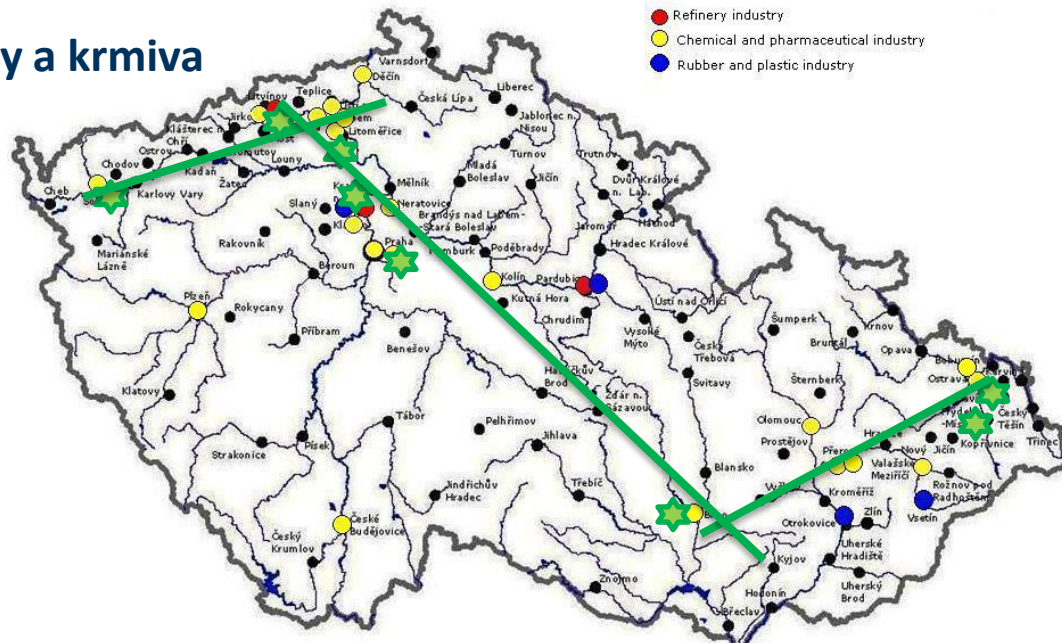 y a krmiva
Refinery industry
Chemical and pharmaceutical industry
Rubber and plastic industry
Varnsdorf
Děčín
Liberec
Teplice
Litvínov
Česká Lípa
Jablonec n.
Nisou
Klášterec n.
Ohří
Litoměřice
Ostrov
Chodov
Kadaň
Louny
Turnov
Trutnov
Žatec
Mladá
Boleslav
Jičín
Dvůr Králové
n. Lab.
Cheb
Karlovy Vary
Mělník
Slaný
Neratovice
Brandýs nad Labem-
-Stará Boleslav
Jaroměř
Náchod
Mariánské
Lázně
Rakovník
Praha
Poděbrady
Hradec Králové
Beroun
Kolín
Pardubic
Kutná Hora
Ústí nad Orlicí
Plzeň
Rokycany
Chrudim
Vysoké
Mýto
Šumperk
Krnov
Příbram
Česká
Třebová
Bruntál
Opava
Benešov
Bohumín
Ostrava
Klatovy
Svitavy
Šternberk
Brod
Žďár n.
Sázavou
Český
Těšín
Tábor
Pelhřimov
Olomouc
Třinec
Písek
Prostějov
Kopřivnice
Strakonice
Jihlava
Nový
Jičín
Přero
Valašské
Meziříčí
Blansko
Rožnov pod
Radhoštěm
Jindřichův
Hradec
Třebíč
Kroměříž
Zlín
Vsetín
České
Budějovice
Otrokovice
Český
Krumlov
Uherské
Hradiště
Kyjov
Uherský
Brod
Znojmo
Hodonín
Břeclav